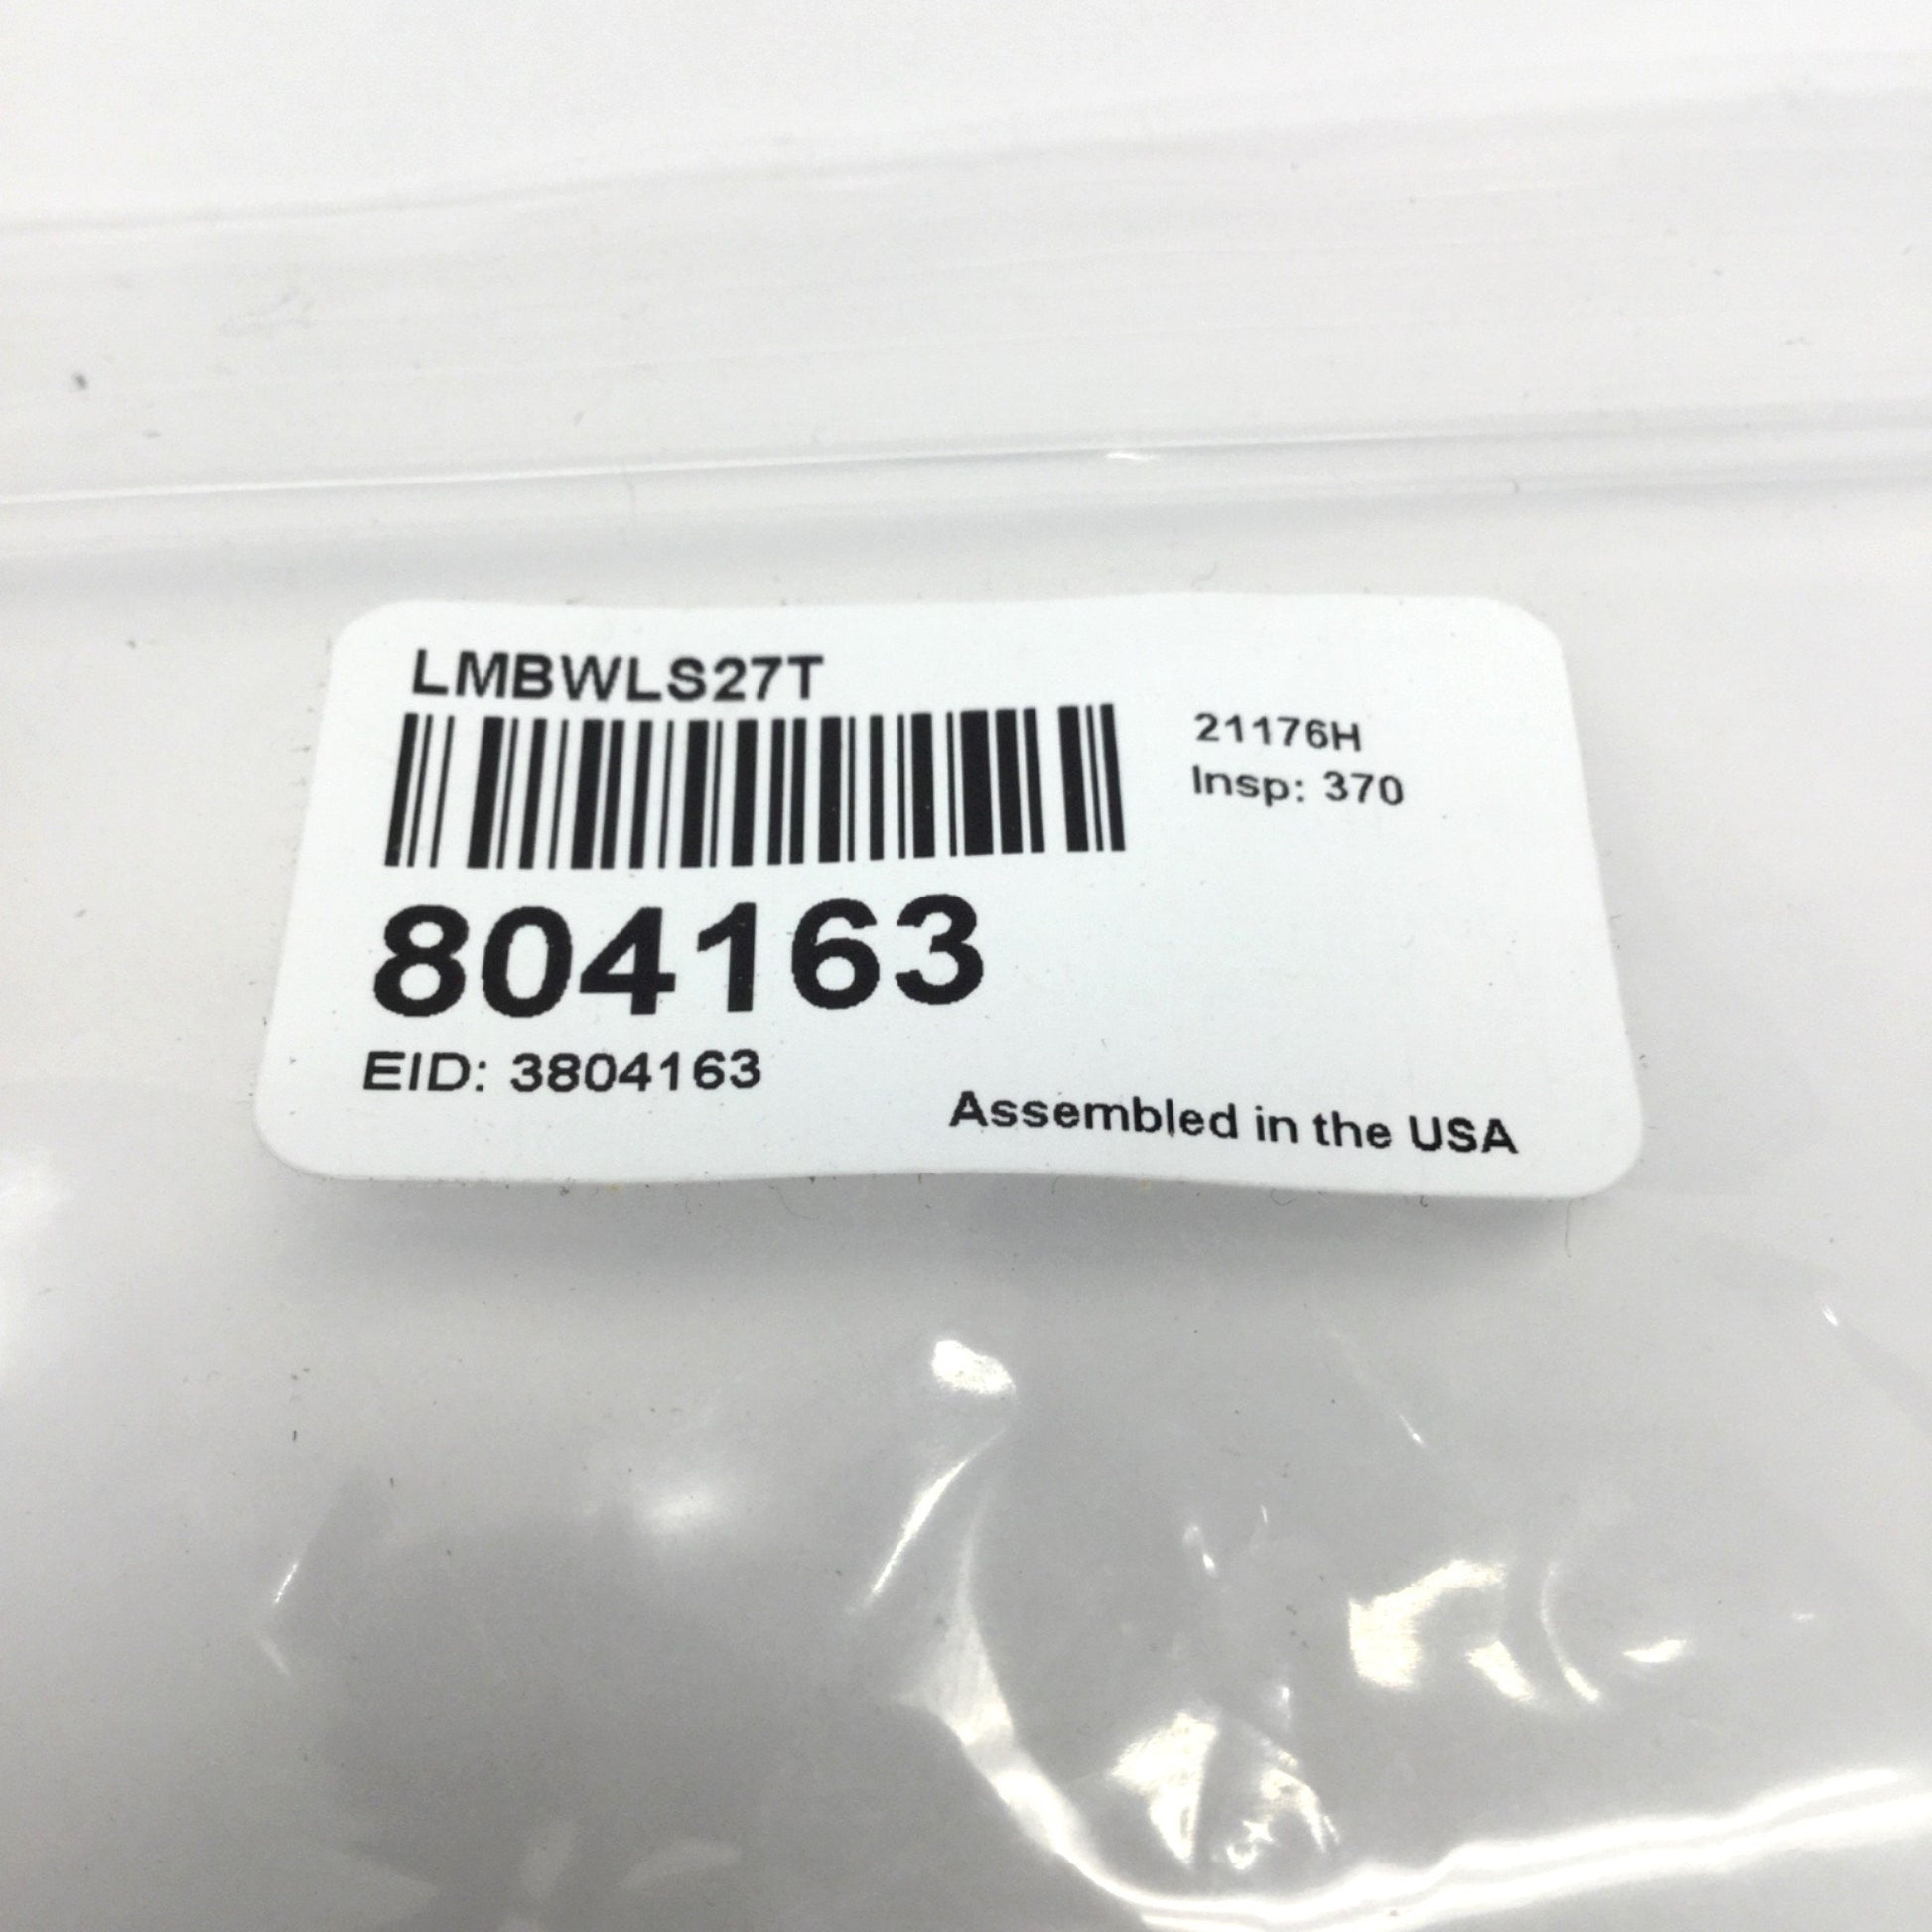 LMBWLS27T
21176H
Insp: 370
804163
EID: 3804163
Assembled in the USA